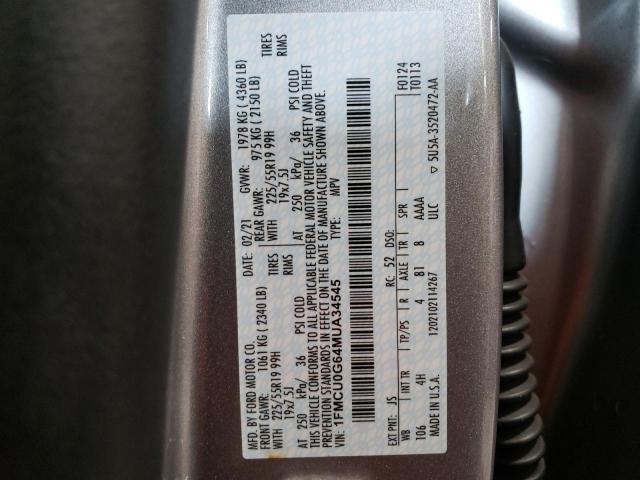 MFD. BY FORD MOTOR CO. DATE: 02/21 GVWR: 1978 KG ( 4360 LB)
FRONT GAWR: 1061 KG ( 2340 LB) REAR GAWR: 975 KG ( 2150 LB)
WITH 225/55R19 99H TIRES WITH 225/55R19 99H TIRES
19x7.5J RIMS 19x7.5J RIMS
AT 250 kPa/ 36 PSI COLD AT 250 kPa/ 36 PSI COLD
THIS VEHICLE CONFORMS TO ALL APPLICABLE FEDERAL MOTOR VEHICLE SAFETY AND THEFT
PREVENTION STANDARDS IN EFFECT ON THE DATE OF MANUFACTURE SHOWN ABOVE.
VIN: 1FMCU0G64MUA34545 TYPE: MPV
F0124
T0113
EXT PNT: JS RC: 52 DSO:
WB INT TR TP/PS R AXLE TR SPR
106 4H 4 81 8 AAAA
ULC
1202102114267
MADE IN U.S.A. ▽ 5U5A-3520472-AA